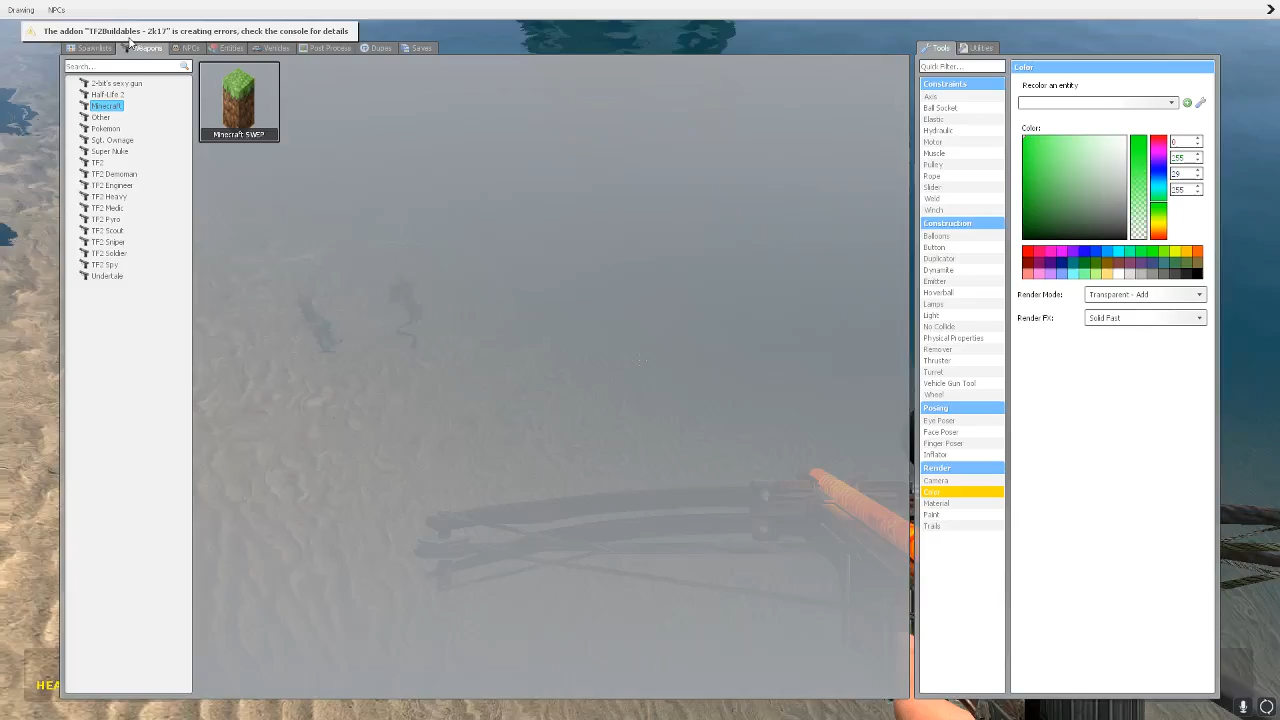 Drawing NPCs
The addon "TF2Buildables - 2k17" is creating errors, check the console for details
Spawnlists Weapons NPCs Entities Vehicles Post Process Dupes Saves
Search...
2-bit's sexy gun
Half-Life 2
Minecraft
Other
Pokemon
Sgt. Ownage
Super Nuke
TF2
TF2 Demoman
TF2 Engineer
TF2 Heavy
TF2 Medic
TF2 Pyro
TF2 Scout
TF2 Sniper
TF2 Soldier
TF2 Spy
Undertale
Minecraft SWEP
Tools Utilities
Quick Filter...
Constraints
Axis
Ball Socket
Elastic
Hydraulic
Motor
Muscle
Pulley
Rope
Slider
Weld
Winch
Construction
Balloons
Button
Duplicator
Dynamite
Emitter
Hoverball
Lamps
Light
No Collide
Physical Properties
Remover
Thruster
Turret
Vehicle Gun Tool
Wheel
Posing
Eye Poser
Face Poser
Finger Poser
Inflator
Render
Camera
Color
Material
Paint
Trails
Color
Recolor an entity
Color:
0
255
29
255
Render Mode: Transparent - Add
Render FX: Solid Fast
HEA